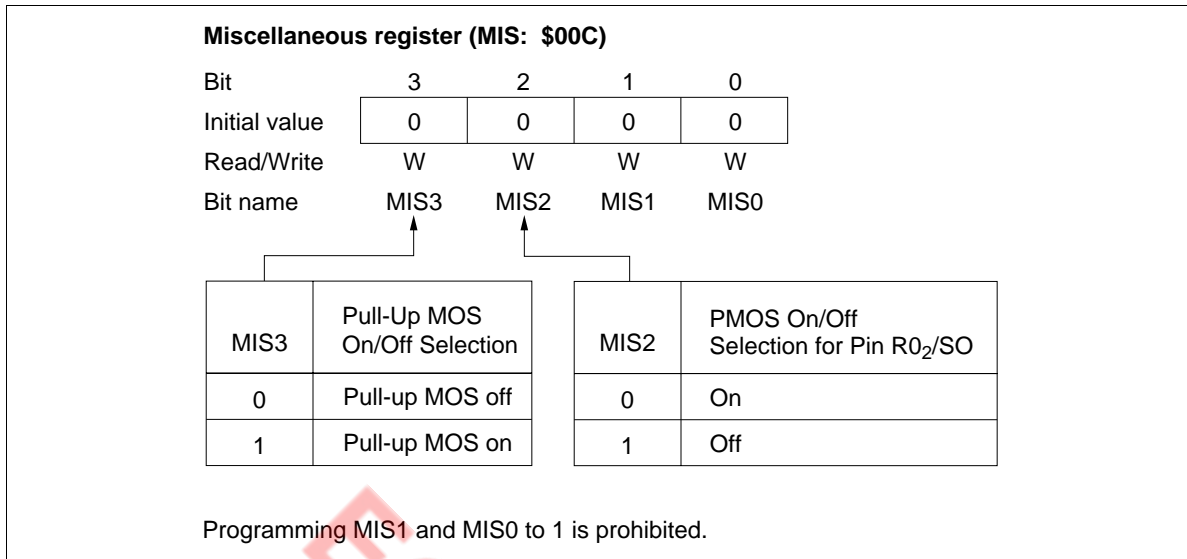 Miscellaneous register (MIS: $00C)
Bit 3 2 1 0
Initial value 0 0 0 0
Read/Write W W W W
Bit name MIS3 MIS2 MIS1 MIS0
MIS3 Pull-Up MOS
On/Off Selection
0 Pull-up MOS off
1 Pull-up MOS on
MIS2 PMOS On/Off
Selection for Pin R0₂/SO
0 On
1 Off
Programming MIS1 and MIS0 to 1 is prohibited.